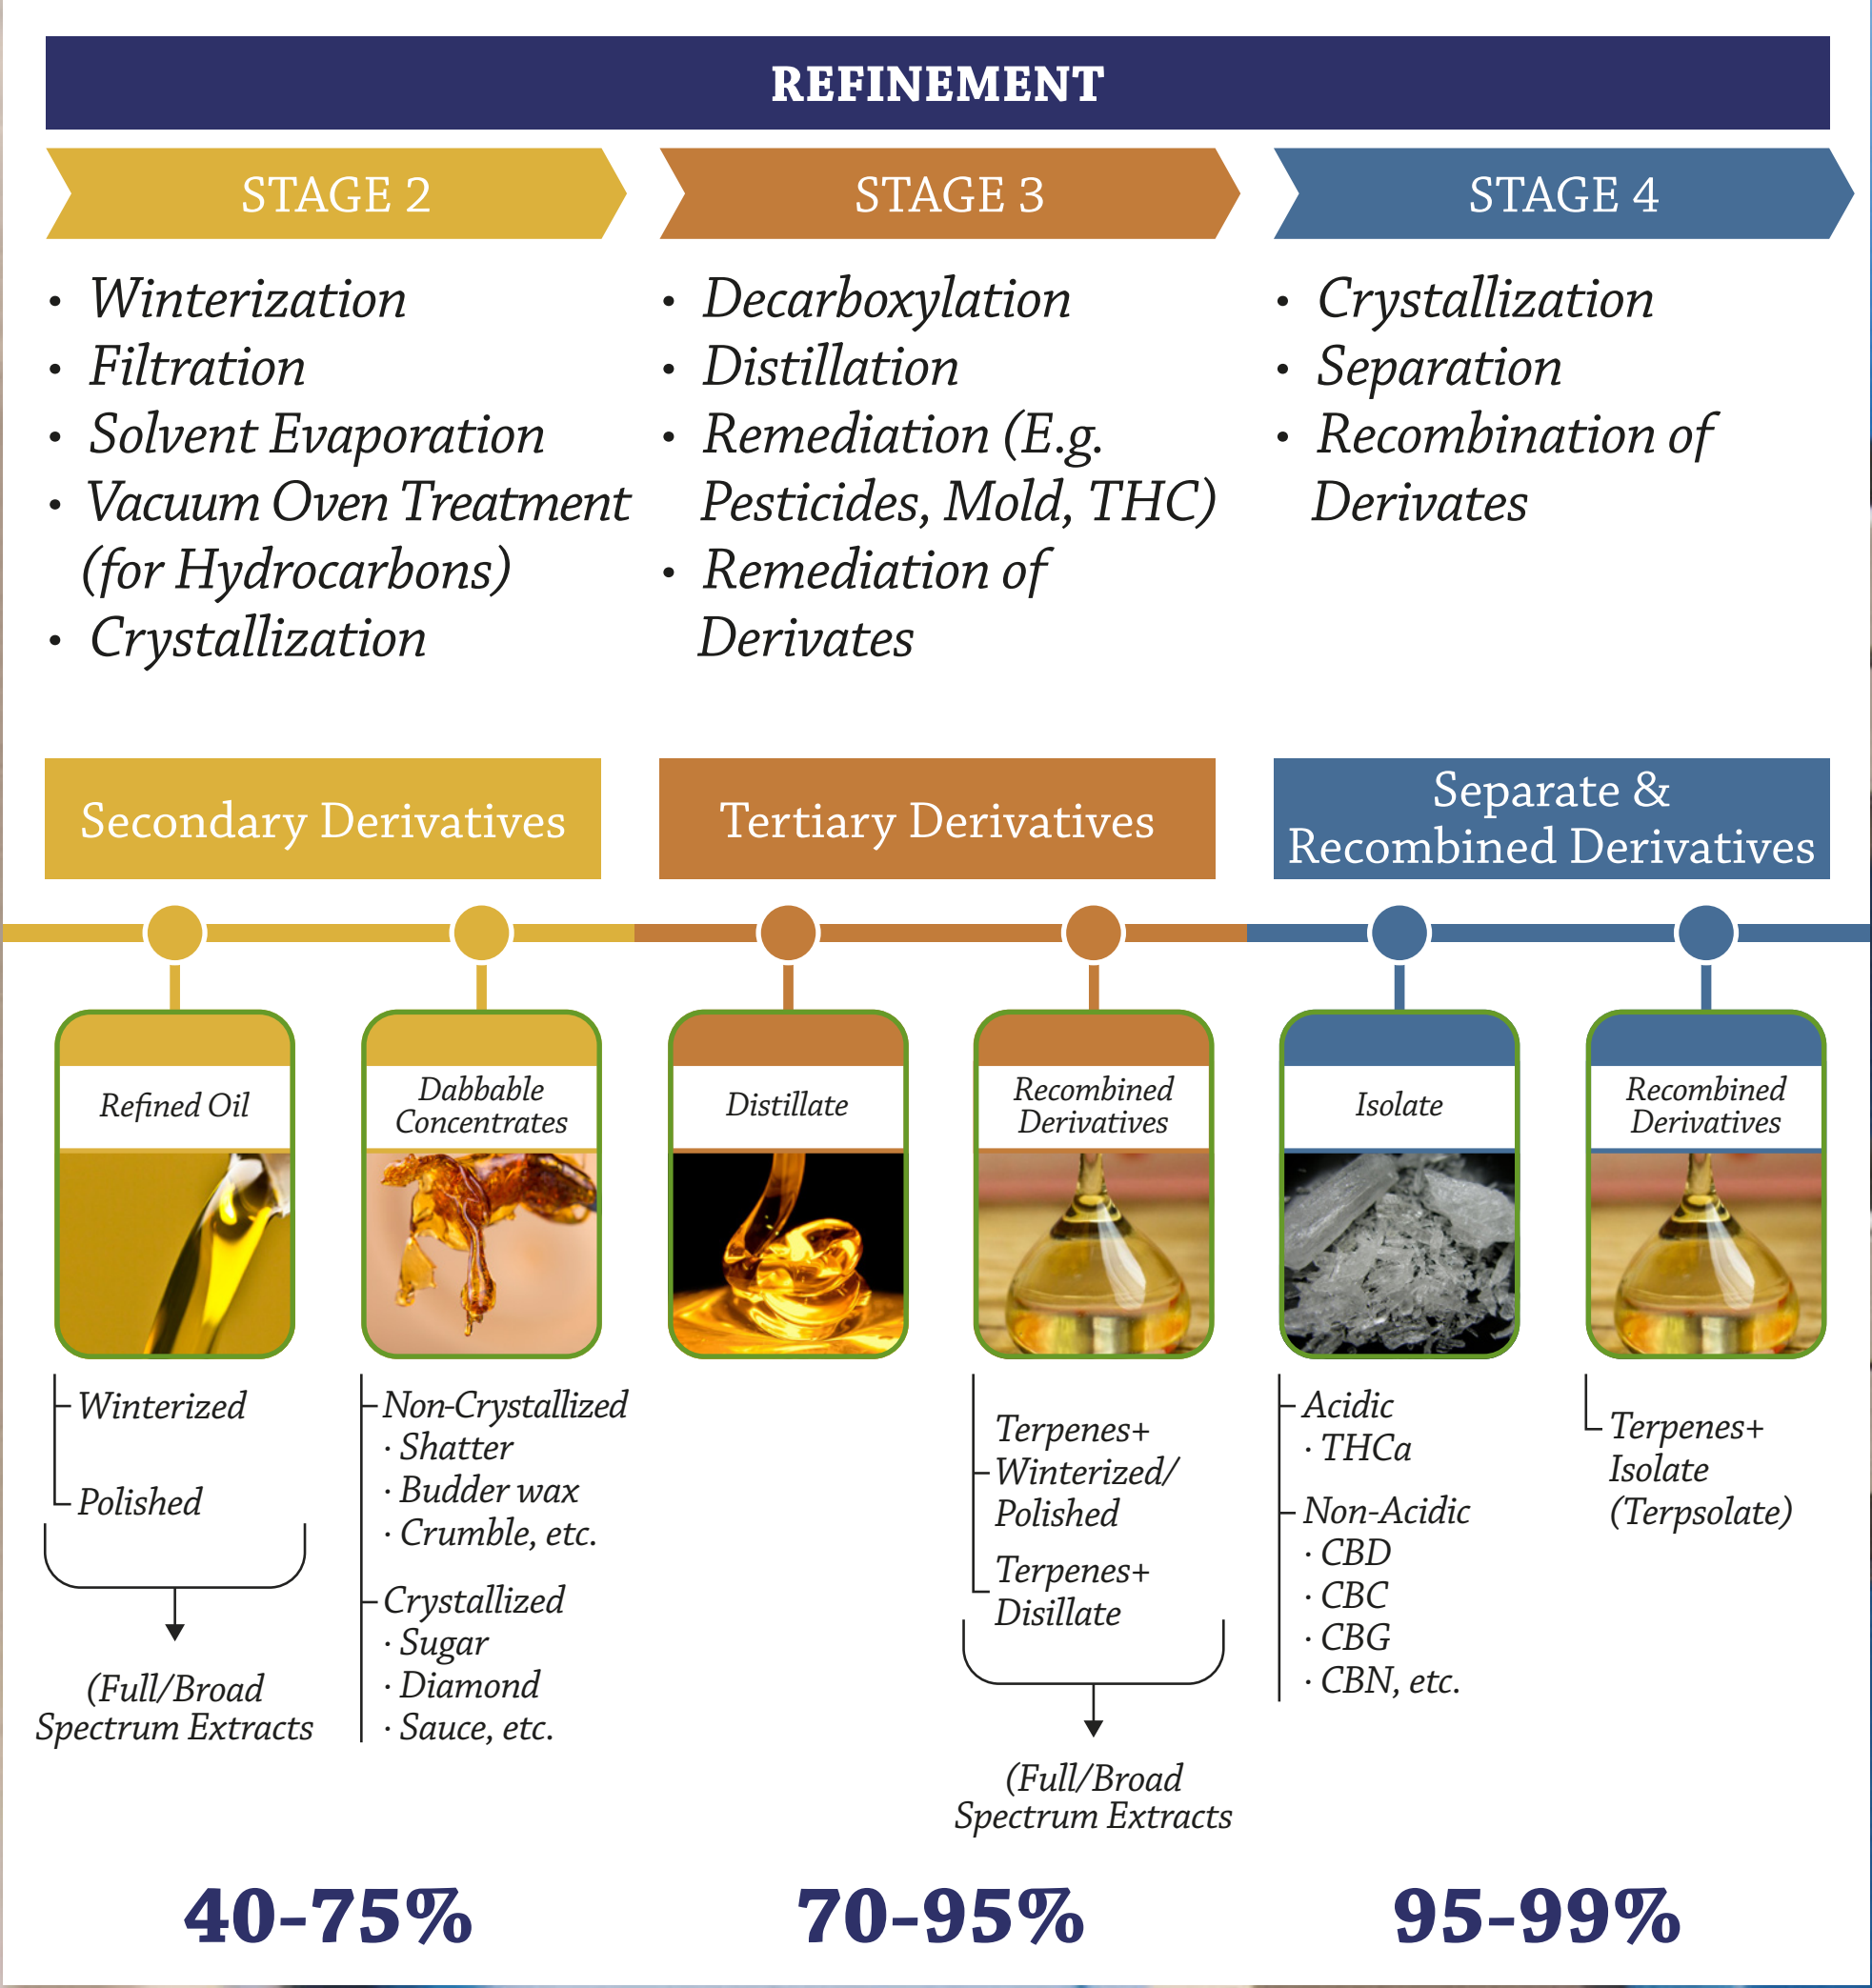 REFINEMENT
STAGE 2
• Winterization
• Filtration
• Solvent Evaporation
• Vacuum Oven Treatment
(for Hydrocarbons)
• Crystallization
STAGE 3
• Decarboxylation
• Distillation
• Remediation (E.g.
Pesticides, Mold, THC)
• Remediation of
Derivates
STAGE 4
• Crystallization
• Separation
• Recombination of
Derivates
Secondary Derivatives
Tertiary Derivatives
Separate &
Recombined Derivatives
Refined Oil
Winterized
Polished
(Full/Broad
Spectrum Extracts
Dabbable
Concentrates
Non-Crystallized
· Shatter
· Budder wax
· Crumble, etc.
Crystallized
· Sugar
· Diamond
· Sauce, etc.
Distillate
Recombined
Derivatives
Terpenes+
Winterized/
Polished
Terpenes+
Disillate
(Full/Broad
Spectrum Extracts
Isolate
Acidic
· THCa
Non-Acidic
· CBD
· CBC
· CBG
· CBN, etc.
Recombined
Derivatives
Terpenes+
Isolate
(Terpsolate)
40-75%
70-95%
95-99%